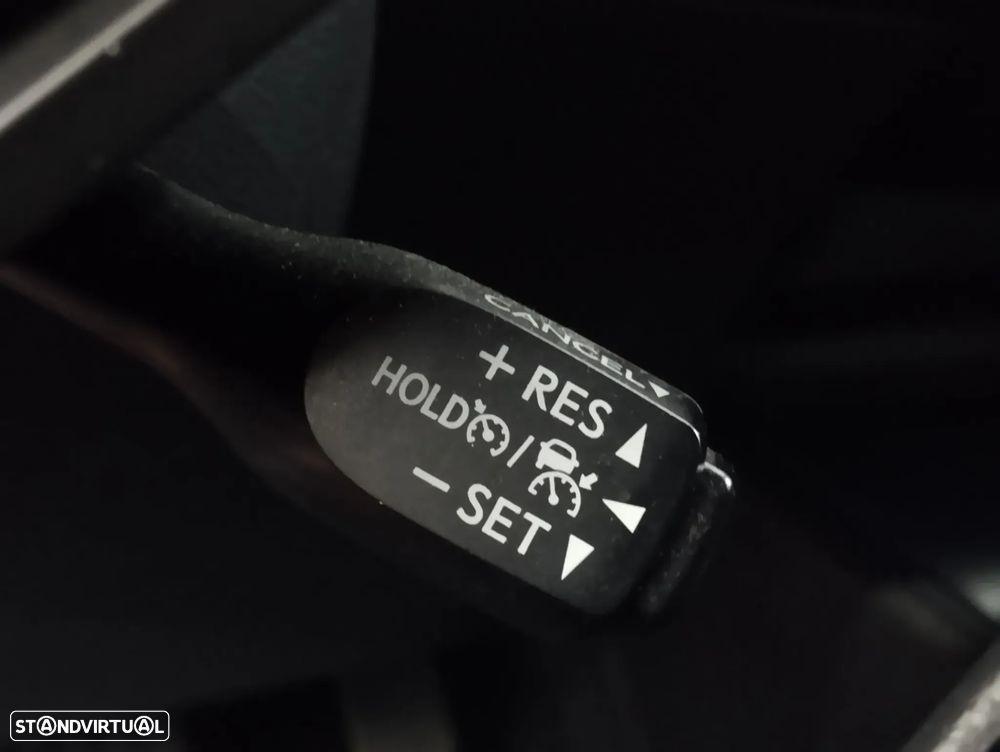 CANCEL
+ RES
HOLD /
- SET
STANDVIRTUAL